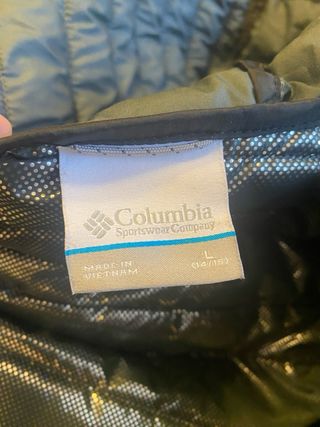 Columbia
Sportswear Company
MADE IN
VIETNAM
L
(14/16)